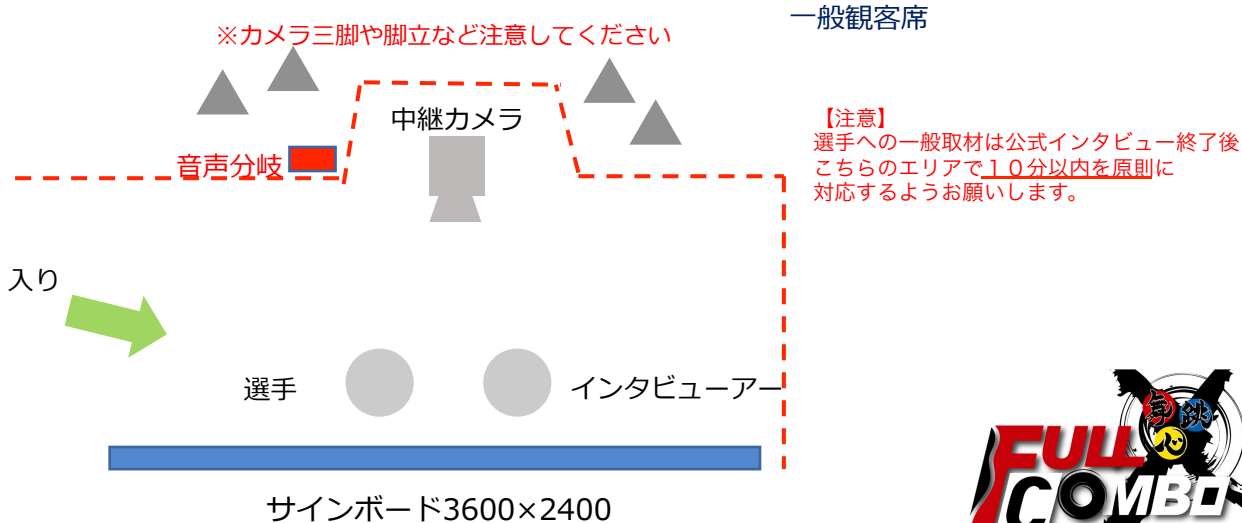 一般観客席
※カメラ三脚や脚立など注意してください
中継カメラ
【注意】
選手への一般取材は公式インタビュー終了後
こちらのエリアで１０分以内を原則に
対応するようお願いします。
音声分岐
入り
選手
インタビューアー
サインボード3600×2400
舞
跳
心
FULL
COMBO
X